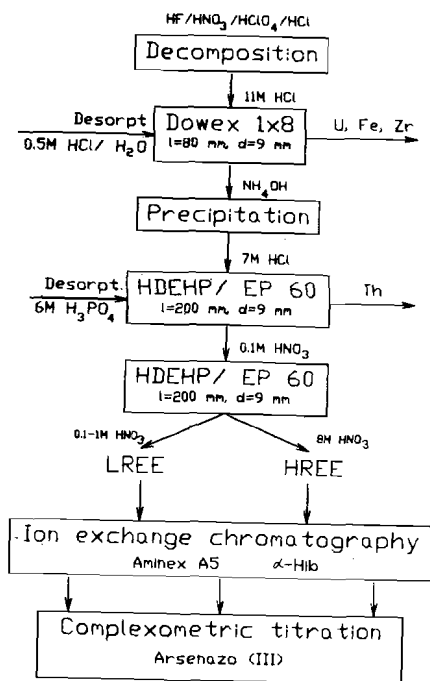 HF/HNO3/HClO4/HCl
Decomposition
11M HCl
Desorpt
0.5M HCl/ H2O
Dowex 1x8
l=80 mm, d=9 mm
U, Fe, Zr
NH4OH
Precipitation
7M HCl
Desorpt.
6M H3PO4
HDEHP/ EP 60
l=200 mm, d=9 mm
Th
0.1M HNO3
HDEHP/ EP 60
l=200 mm, d=9 mm
0.1-1M HNO3
8M HNO3
LREE
HREE
Ion exchange chromatography
Aminex A5 α-Hib
Complexometric titration
Arsenazo (III)